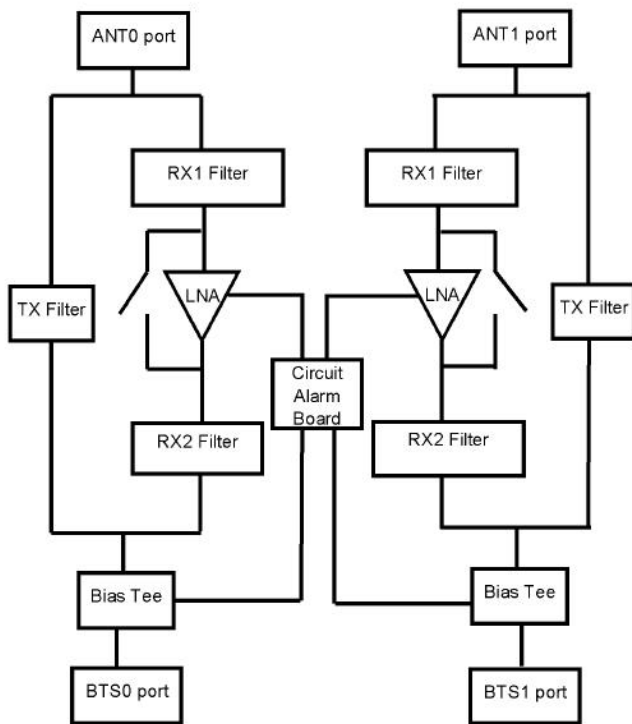 ANT0 port
ANT1 port
RX1 Filter
RX1 Filter
LNA
LNA
TX Filter
TX Filter
Circuit
Alarm
Board
RX2 Filter
RX2 Filter
Bias Tee
Bias Tee
BTS0 port
BTS1 port